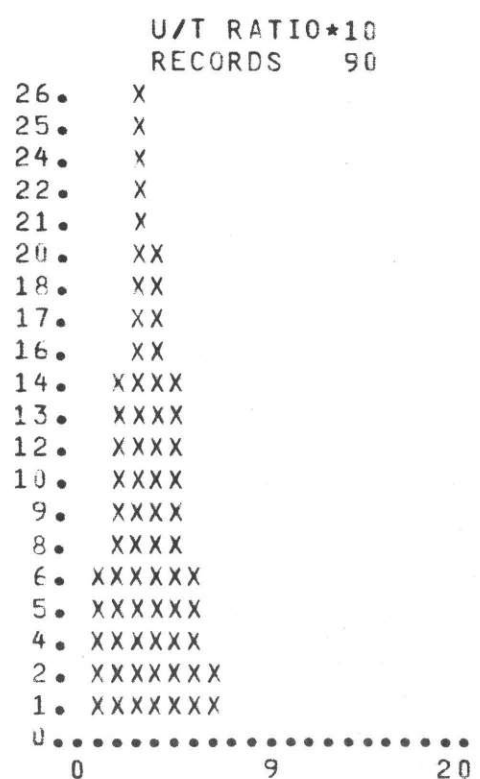 U/T RATIO*10
RECORDS 90
26. X
25. X
24. X
22. X
21. X
20. XX
18. XX
17. XX
16. XX
14. XXXX
13. XXXX
12. XXXX
10. XXXX
9. XXXX
8. XXXX
6. XXXXXX
5. XXXXXX
4. XXXXXX
2. XXXXXXX
1. XXXXXXX
0.....................
0 9 20